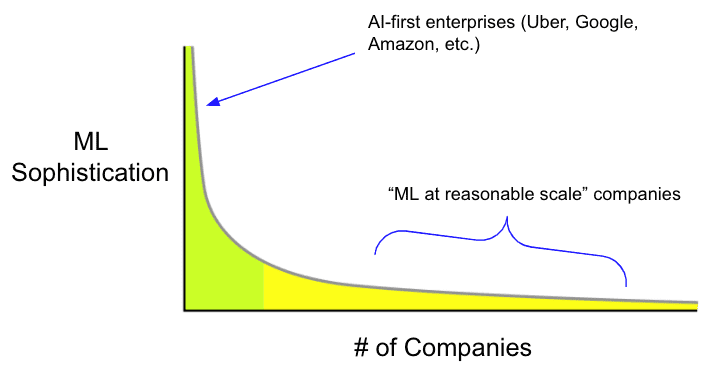 AI-first enterprises (Uber, Google,
Amazon, etc.)
ML
Sophistication
“ML at reasonable scale” companies
# of Companies